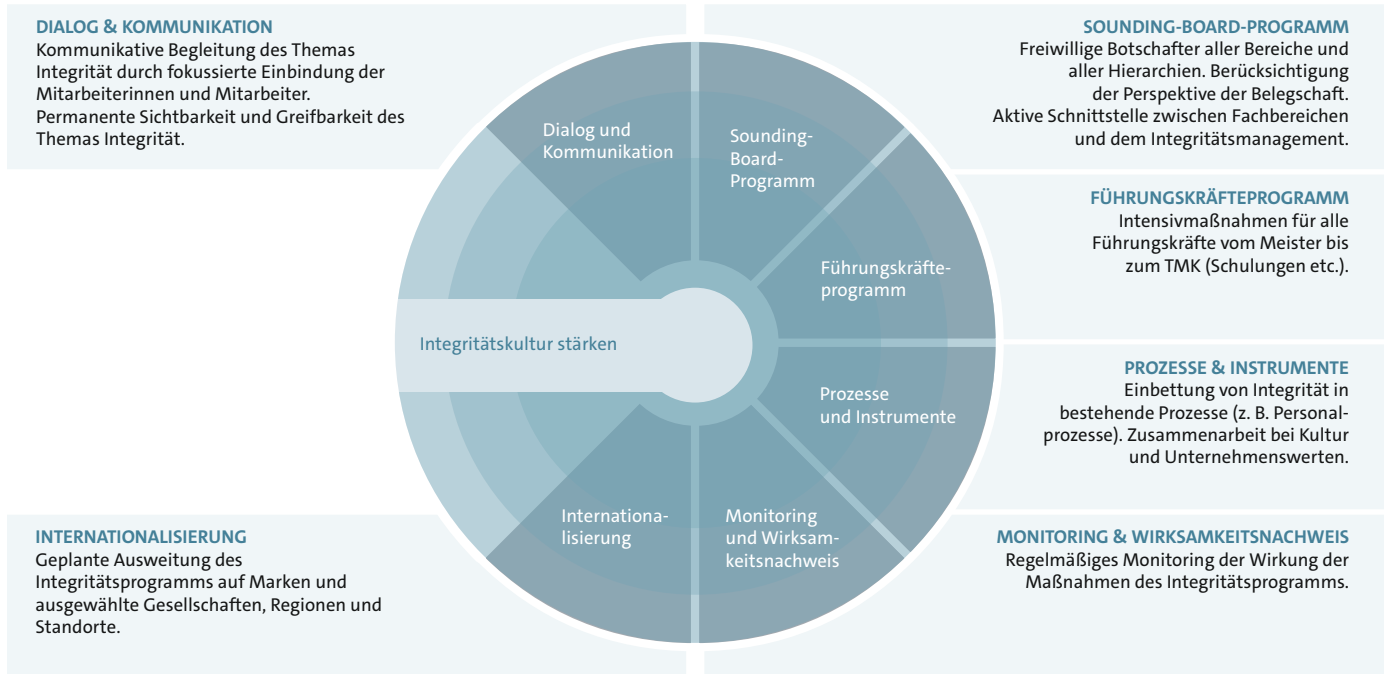 DIALOG & KOMMUNIKATION
Kommunikative Begleitung des Themas
Integrität durch fokussierte Einbindung der
Mitarbeiterinnen und Mitarbeiter.
Permanente Sichtbarkeit und Greifbarkeit des
Themas Integrität.
SOUNDING-BOARD-PROGRAMM
Freiwillige Botschafter aller Bereiche und
aller Hierarchien. Berücksichtigung
der Perspektive der Belegschaft.
Aktive Schnittstelle zwischen Fachbereichen
und dem Integritätsmanagement.
FÜHRUNGSKRÄFTEPROGRAMM
Intensivmaßnahmen für alle
Führungskräfte vom Meister bis
zum TMK (Schulungen etc.).
PROZESSE & INSTRUMENTE
Einbettung von Integrität in
bestehende Prozesse (z. B. Personal-
prozesse). Zusammenarbeit bei Kultur
und Unternehmenswerten.
MONITORING & WIRKSAMKEITSNACHWEIS
Regelmäßiges Monitoring der Wirkung der
Maßnahmen des Integritätsprogramms.
INTERNATIONALISIERUNG
Geplante Ausweitung des
Integritätsprogramms auf Marken und
ausgewählte Gesellschaften, Regionen und
Standorte.
Dialog und
Kommunikation
Sounding-
Board-
Programm
Führungskräfte-
programm
Prozesse
und Instrumente
Monitoring
und Wirksam-
keitsnachweis
Internationa-
lisierung
Integritätskultur stärken